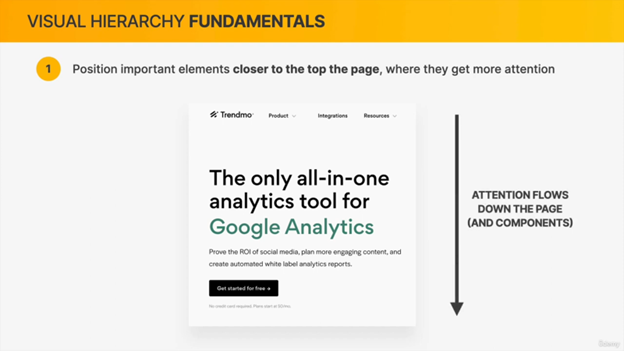 VISUAL HIERARCHY FUNDAMENTALS
1 Position important elements closer to the top the page, where they get more attention
Trendmo
Product
Integrations
Resources
The only all-in-one
analytics tool for
Google Analytics
Prove the ROI of social media, plan more engaging content, and
create automated white label analytics reports.
Get started for free →
No credit card required. Plans start at
ATTENTION FLOWS
DOWN THE PAGE
(AND COMPONENTS)
Udemy